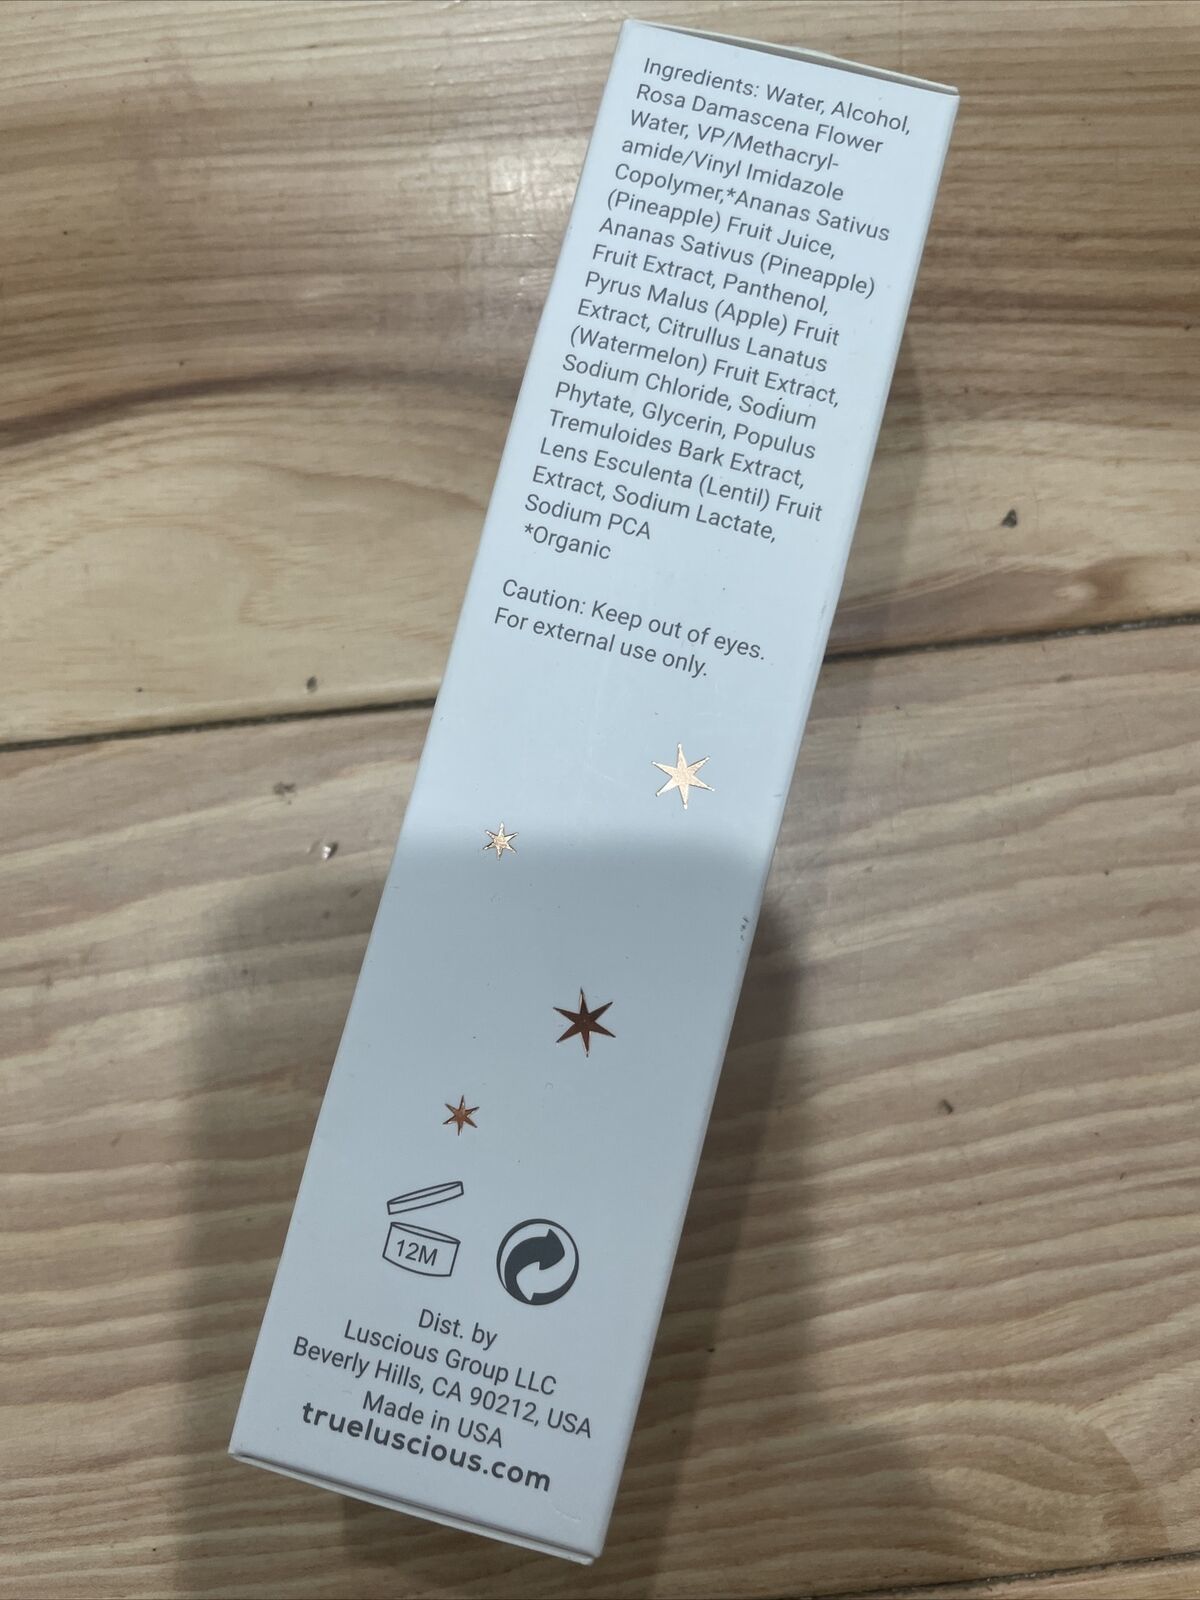 Ingredients: Water, Alcohol,
Rosa Damascena Flower
Water, VP/Methacryl-
amide/Vinyl Imidazole
Copolymer,*Ananas Sativus
(Pineapple) Fruit Juice,
Ananas Sativus (Pineapple)
Fruit Extract, Panthenol,
Pyrus Malus (Apple) Fruit
Extract, Citrullus Lanatus
(Watermelon) Fruit Extract,
Sodium Chloride, Sodium
Phytate, Glycerin, Populus
Tremuloides Bark Extract,
Lens Esculenta (Lentil) Fruit
Extract, Sodium Lactate,
Sodium PCA
*Organic
Caution: Keep out of eyes.
For external use only.
12M
Dist. by
Luscious Group LLC
Beverly Hills, CA 90212, USA
Made in USA
trueluscious.com